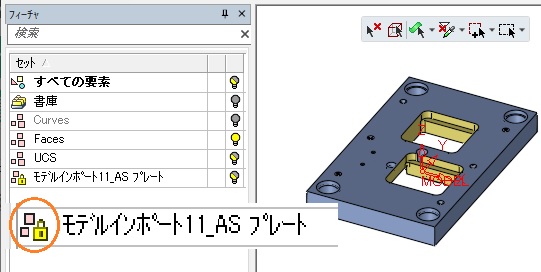 フィーチャ
検索
セット
すべての要素
書庫
Curves
Faces
UCS
モデルインポート11_AS プレート
モデルインポート11_AS プレート
Y
MODEL